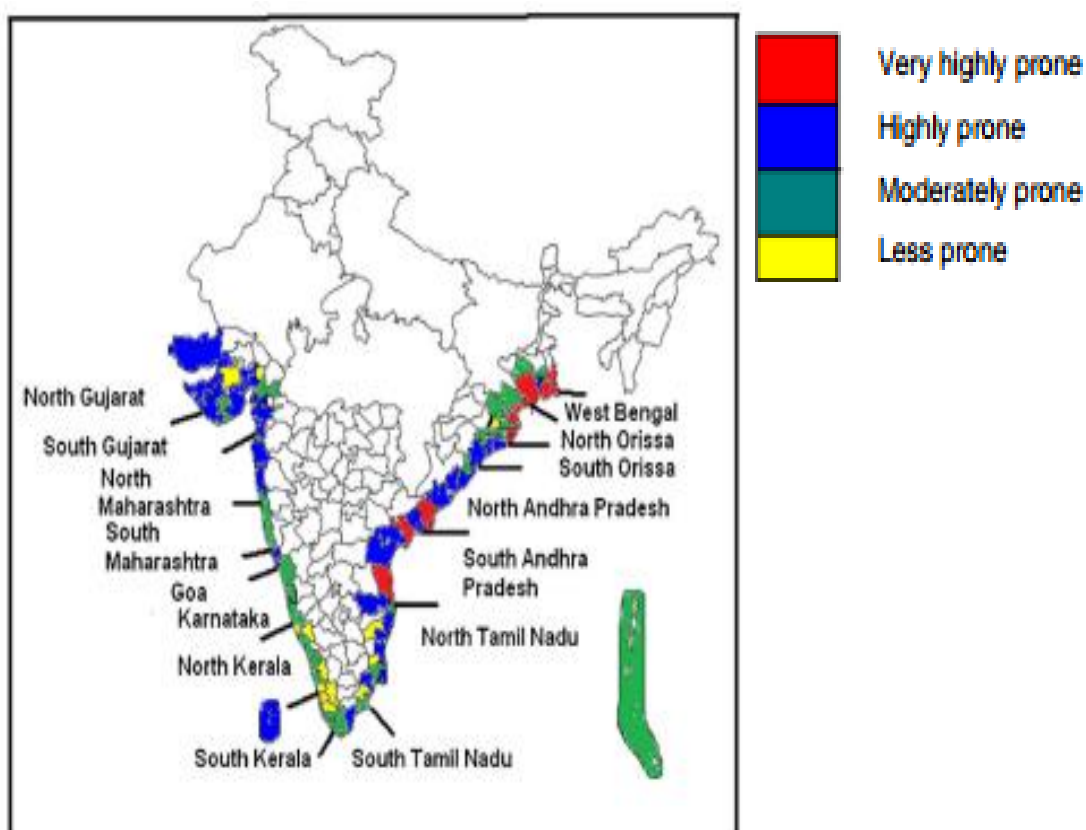 Very highly prone
Highly prone
Moderately prone
Less prone
North Gujarat
South Gujarat
North
Maharashtra
South
Maharashtra
Goa
Karnataka
North Kerala
South Kerala
South Tamil Nadu
West Bengal
North Orissa
South Orissa
North Andhra Pradesh
South Andhra
Pradesh
North Tamil Nadu